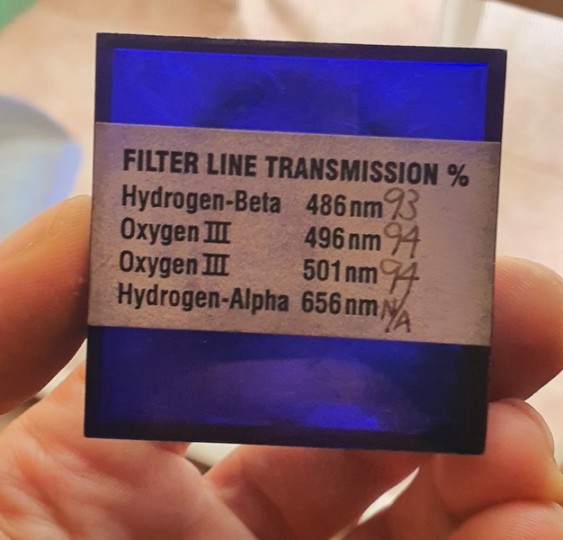 FILTER LINE TRANSMISSION %
Hydrogen-Beta 486nm 93
Oxygen III 496nm 94
Oxygen III 501nm 94
Hydrogen-Alpha 656nm N/A